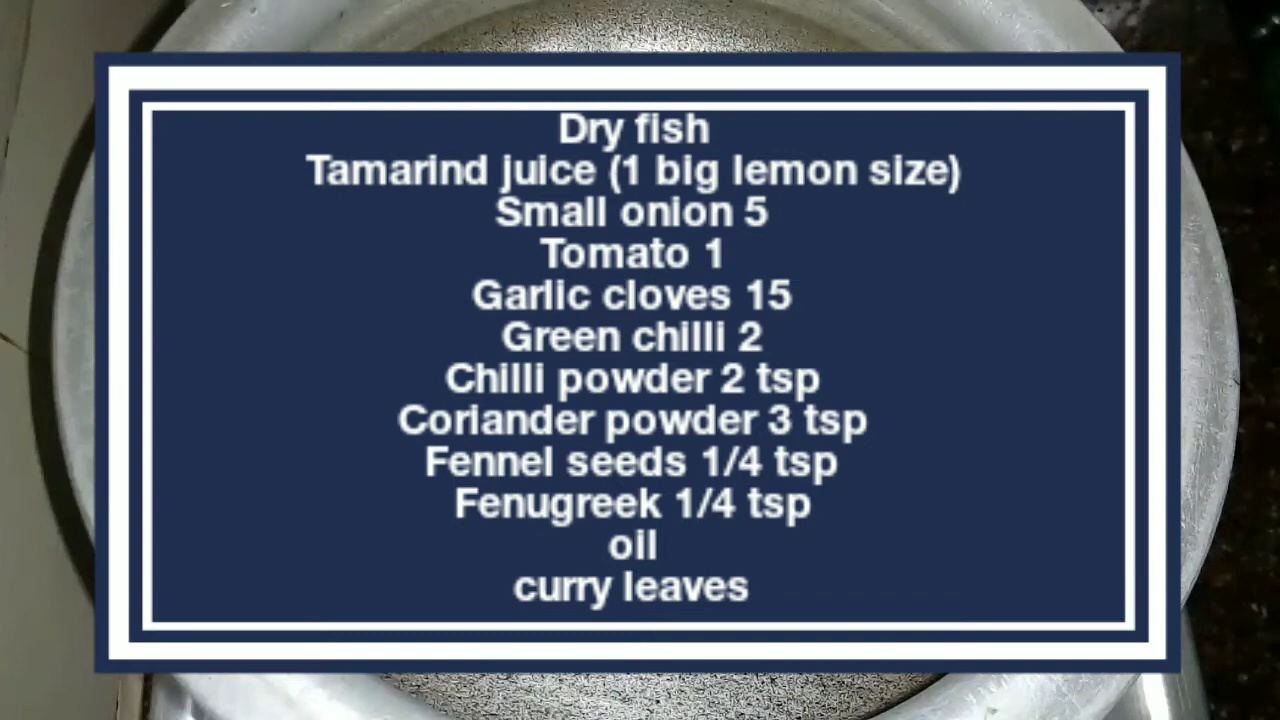 Dry fish
Tamarind juice (1 big lemon size)
Small onion 5
Tomato 1
Garlic cloves 15
Green chilli 2
Chilli powder 2 tsp
Coriander powder 3 tsp
Fennel seeds 1/4 tsp
Fenugreek 1/4 tsp
oil
curry leaves